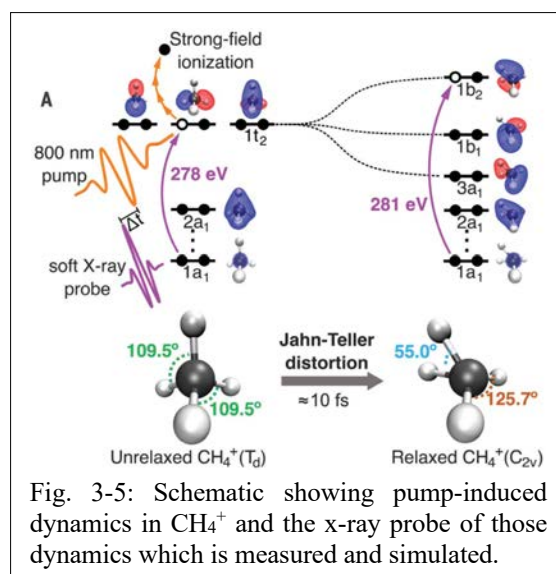 Strong-field
ionization
A
1t₂
1b₂
1b₁
3a₁
2a₁
1a₁
800 nm
pump
278 eV
281 eV
Δt
2a₁
soft X-ray
probe
1a₁
109.5°
109.5°
Jahn-Teller
distortion
≈10 fs
55.0°
125.7°
Unrelaxed CH₄⁺(T_d)
Relaxed CH₄⁺(C₂ᵥ)
Fig. 3-5: Schematic showing pump-induced
dynamics in CH₄⁺ and the x-ray probe of those
dynamics which is measured and simulated.